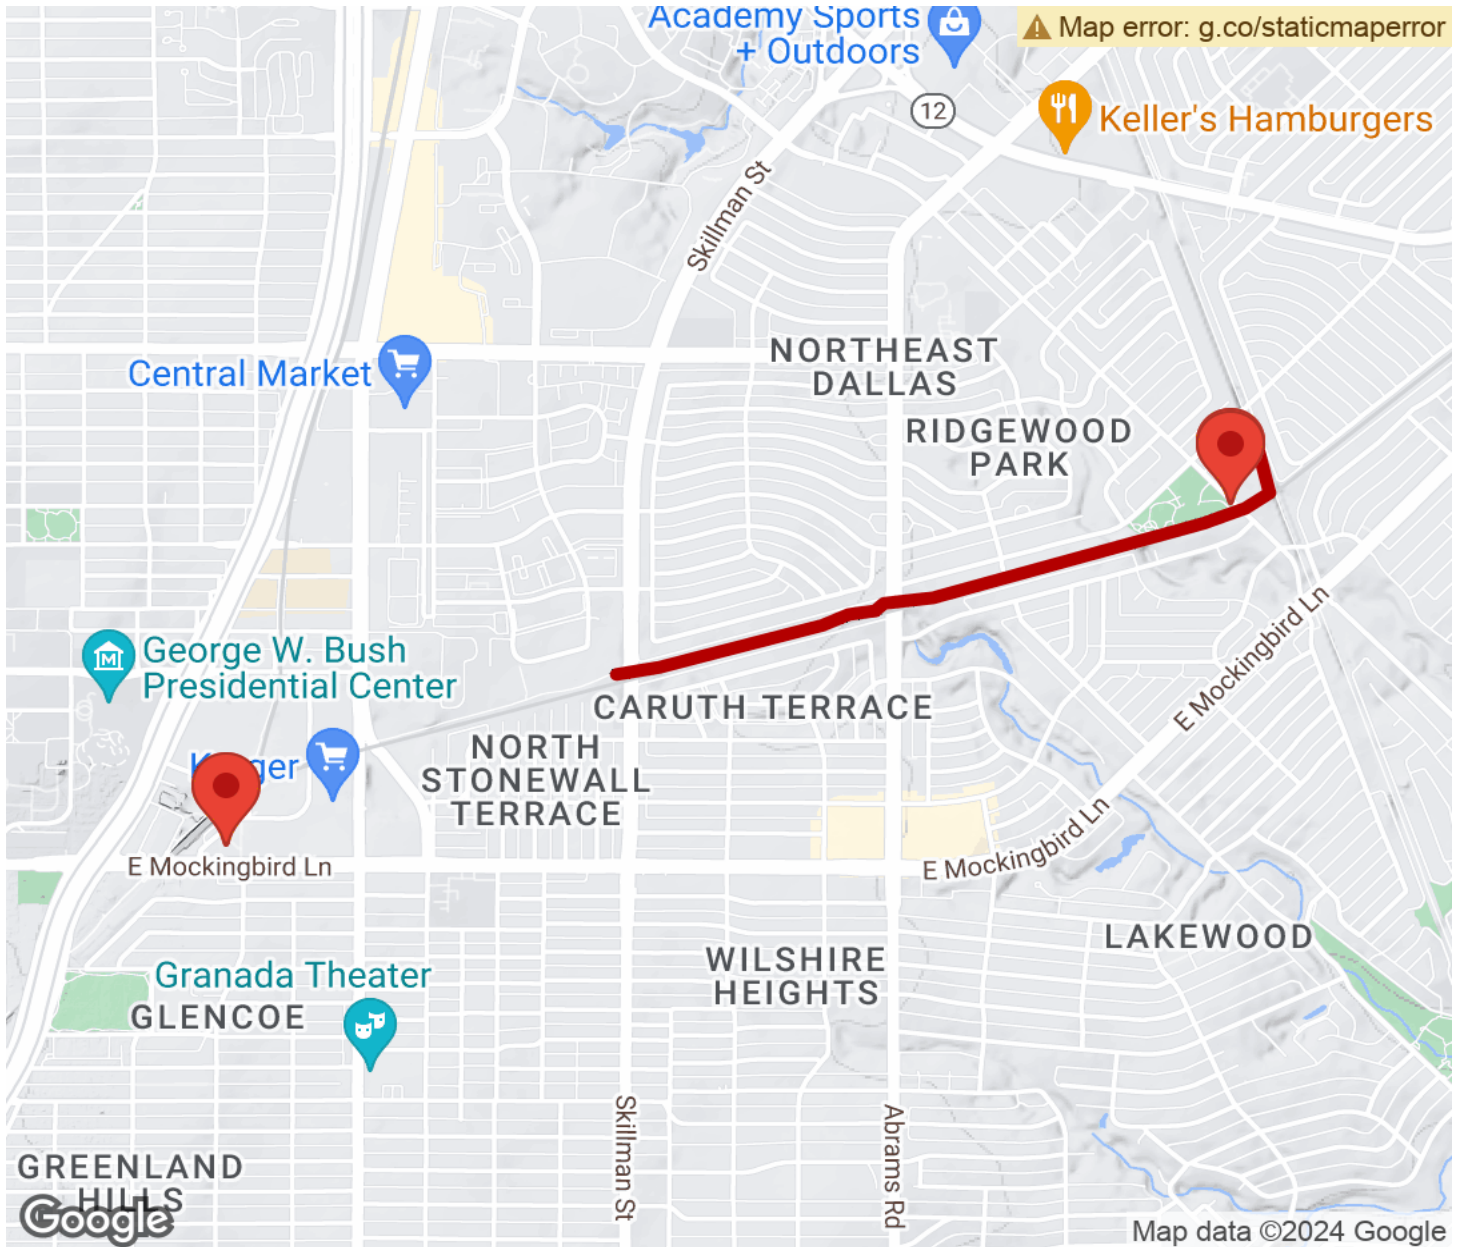 Academy Sports
+ Outdoors
Map error: g.co/staticmaperror
12
Keller's Hamburgers
Skillman St
Central Market
NORTHEAST
DALLAS
RIDGEWOOD
PARK
George W. Bush
Presidential Center
E Mockingbird Ln
CARUTH TERRACE
NORTH
STONEWALL
TERRACE
E Mockingbird Ln
E Mockingbird Ln
LAKEWOOD
WILSHIRE
HEIGHTS
Granada Theater
GLENCOE
Skillman St
Abrams Rd
GREENLAND
HILLS
Google
Map data ©2024 Google